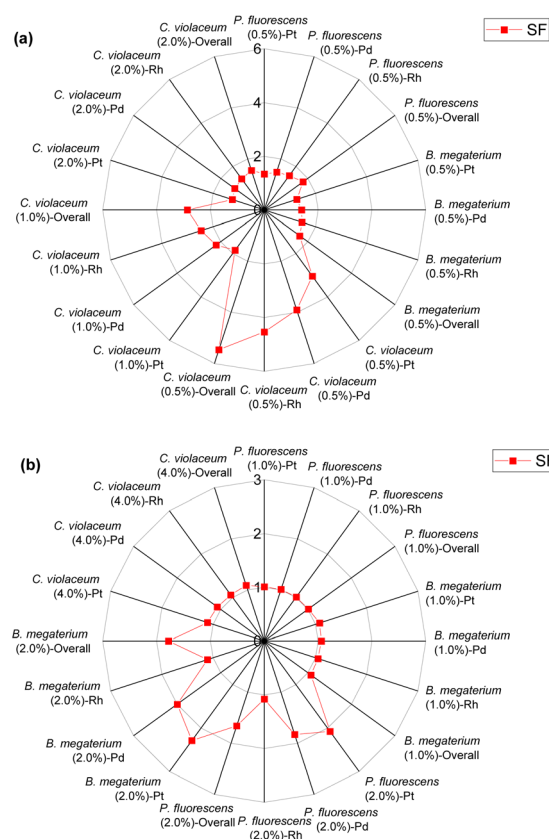 (a)
SF
6
4
2
0
P. fluorescens
(0.5%)-Pt
P. fluorescens
(0.5%)-Pd
P. fluorescens
(0.5%)-Rh
P. fluorescens
(0.5%)-Overall
B. megaterium
(0.5%)-Pt
B. megaterium
(0.5%)-Pd
B. megaterium
(0.5%)-Rh
B. megaterium
(0.5%)-Overall
C. violaceum
(0.5%)-Pt
C. violaceum
(0.5%)-Pd
C. violaceum
(0.5%)-Rh
C. violaceum
(0.5%)-Overall
C. violaceum
(1.0%)-Pt
C. violaceum
(1.0%)-Pd
C. violaceum
(1.0%)-Rh
C. violaceum
(1.0%)-Overall
C. violaceum
(2.0%)-Pt
C. violaceum
(2.0%)-Pd
C. violaceum
(2.0%)-Rh
C. violaceum
(2.0%)-Overall
(b)
SF
3
2
1
0
P. fluorescens
(1.0%)-Pt
P. fluorescens
(1.0%)-Pd
P. fluorescens
(1.0%)-Rh
P. fluorescens
(1.0%)-Overall
B. megaterium
(1.0%)-Pt
B. megaterium
(1.0%)-Pd
B. megaterium
(1.0%)-Rh
B. megaterium
(1.0%)-Overall
P. fluorescens
(2.0%)-Pt
P. fluorescens
(2.0%)-Pd
P. fluorescens
(2.0%)-Rh
P. fluorescens
(2.0%)-Overall
B. megaterium
(2.0%)-Pt
B. megaterium
(2.0%)-Pd
B. megaterium
(2.0%)-Rh
B. megaterium
(2.0%)-Overall
C. violaceum
(4.0%)-Pt
C. violaceum
(4.0%)-Pd
C. violaceum
(4.0%)-Rh
C. violaceum
(4.0%)-Overall